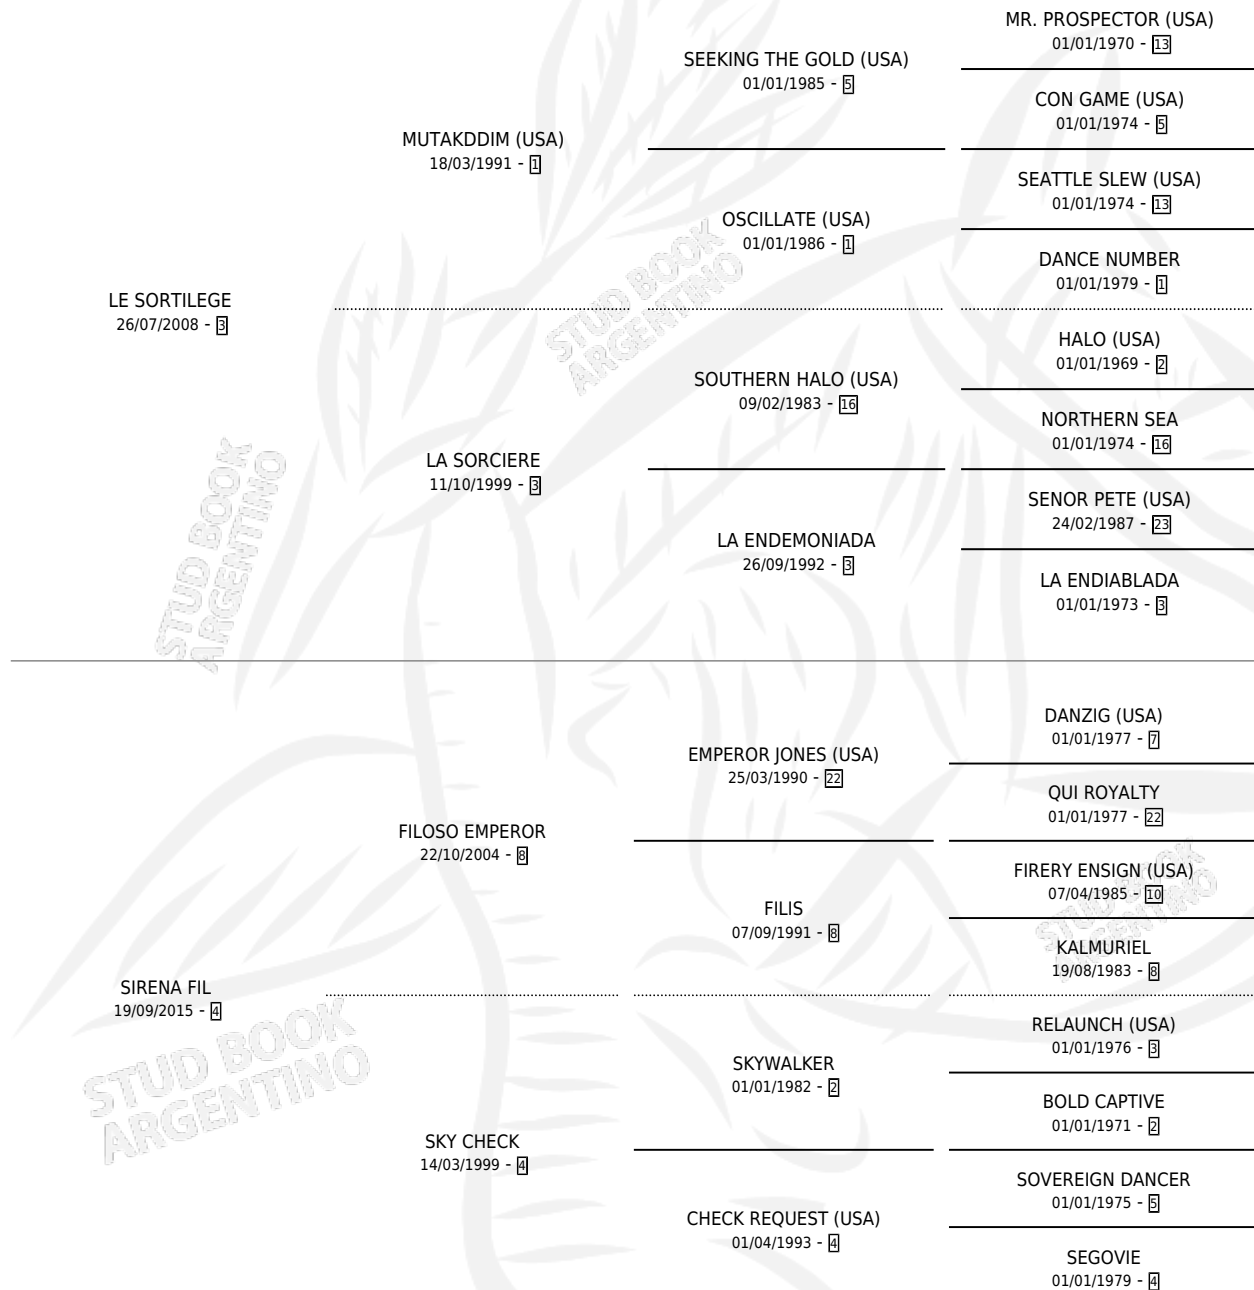 MR. PROSPECTOR (USA)
01/01/1970 - 13
SEEKING THE GOLD (USA)
01/01/1985 - 5
CON GAME (USA)
01/01/1974 - 5
MUTAKDDIM (USA)
18/03/1991 - 1
SEATTLE SLEW (USA)
01/01/1974 - 13
OSCILLATE (USA)
01/01/1986 - 1
DANCE NUMBER
01/01/1979 - 1
LE SORTILEGE
26/07/2008 - 3
HALO (USA)
01/01/1969 - 2
SOUTHERN HALO (USA)
09/02/1983 - 16
NORTHERN SEA
01/01/1974 - 16
LA SORCIERE
11/10/1999 - 3
SENOR PETE (USA)
24/02/1987 - 23
LA ENDEMONIADA
26/09/1992 - 3
LA ENDIABLADA
01/01/1973 - 3
DANZIG (USA)
01/01/1977 - 7
EMPEROR JONES (USA)
25/03/1990 - 22
QUI ROYALTY
01/01/1977 - 22
FILOSO EMPEROR
22/10/2004 - 8
FIRERY ENSIGN (USA)
07/04/1985 - 10
FILIS
07/09/1991 - 8
KALMURIEL
19/08/1983 - 8
SIRENA FIL
19/09/2015 - 4
RELAUNCH (USA)
01/01/1976 - 3
SKYWALKER
01/01/1982 - 2
BOLD CAPTIVE
01/01/1971 - 2
SKY CHECK
14/03/1999 - 4
SOVEREIGN DANCER
01/01/1975 - 5
CHECK REQUEST (USA)
01/04/1993 - 4
SEGOVIE
01/01/1979 - 4
STUD BOOK
ARGENTINO
STUD BOOK
ARGENTINO
STUD BOOK
ARGENTINO
STUD BOOK
ARGENTINO